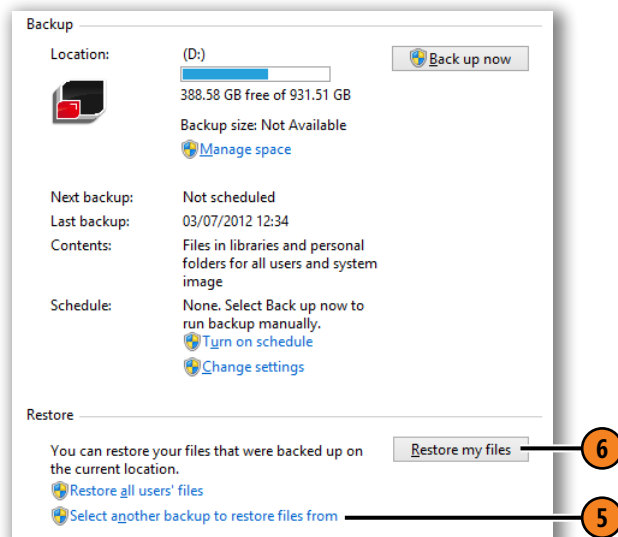 Backup
Location:
(D:)
Back up now
388.58 GB free of 931.51 GB
Backup size: Not Available
Manage space
Next backup:
Not scheduled
Last backup:
03/07/2012 12:34
Contents:
Files in libraries and personal
folders for all users and system
image
Schedule:
None. Select Back up now to
run backup manually.
Turn on schedule
Change settings
Restore
You can restore your files that were backed up on
the current location.
Restore my files
6
Restore all users' files
Select another backup to restore files from
5